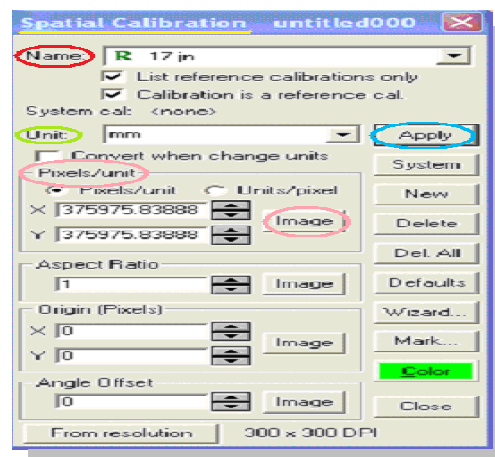 Spatial Calibration untitled000
Name: R 17 in
List reference calibrations only
Calibration is a reference cal.
System cal: <none>
Unit: mm
Apply
Convert when change units
System
Pixels/unit
Pixels/unit Units/pixel
New
X 375975.83888
Image
Y 375975.83888
Delete
Del. All
Aspect Ratio
1 Image
Defaults
Origin (Pixels)
Wizard...
X 0
Image
Y 0
Mark...
Color
Angle Offset
0 Image
Close
From resolution 300 x 300 DPI